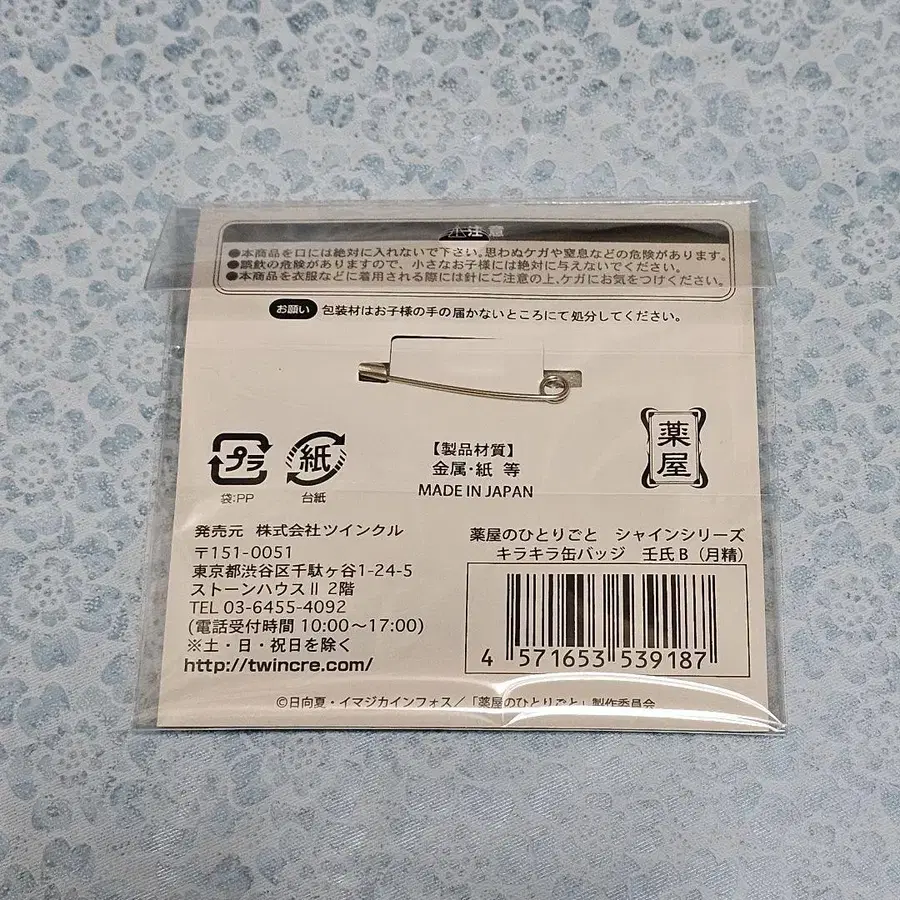 注意
●本商品を口には絶対に入れないで下さい。思わぬケガや窒息などの危険があります。
●誤飲の危険がありますので、小さなお子様には絶対に与えないでください。
●本商品を衣服などに着用される際には針にご注意の上、ケガにお気をつけください。
お願い 包装材はお子様の手の届かないところにて処分してください。
プラ
袋:PP
紙
台紙
【製品材質】
金属・紙 等
MADE IN JAPAN
薬屋
発売元 株式会社ツインクル
〒151-0051
東京都渋谷区千駄ヶ谷1-24-5
ストーンハウスⅡ 2階
TEL 03-6455-4092
(電話受付時間 10:00～17:00)
※土・日・祝日を除く
http://twincre.com/
薬屋のひとりごと シャインシリーズ
キラキラ缶バッジ 壬氏B（月精）
4 571653 539187
©日向夏・イマジカインフォス／「薬屋のひとりごと」製作委員会